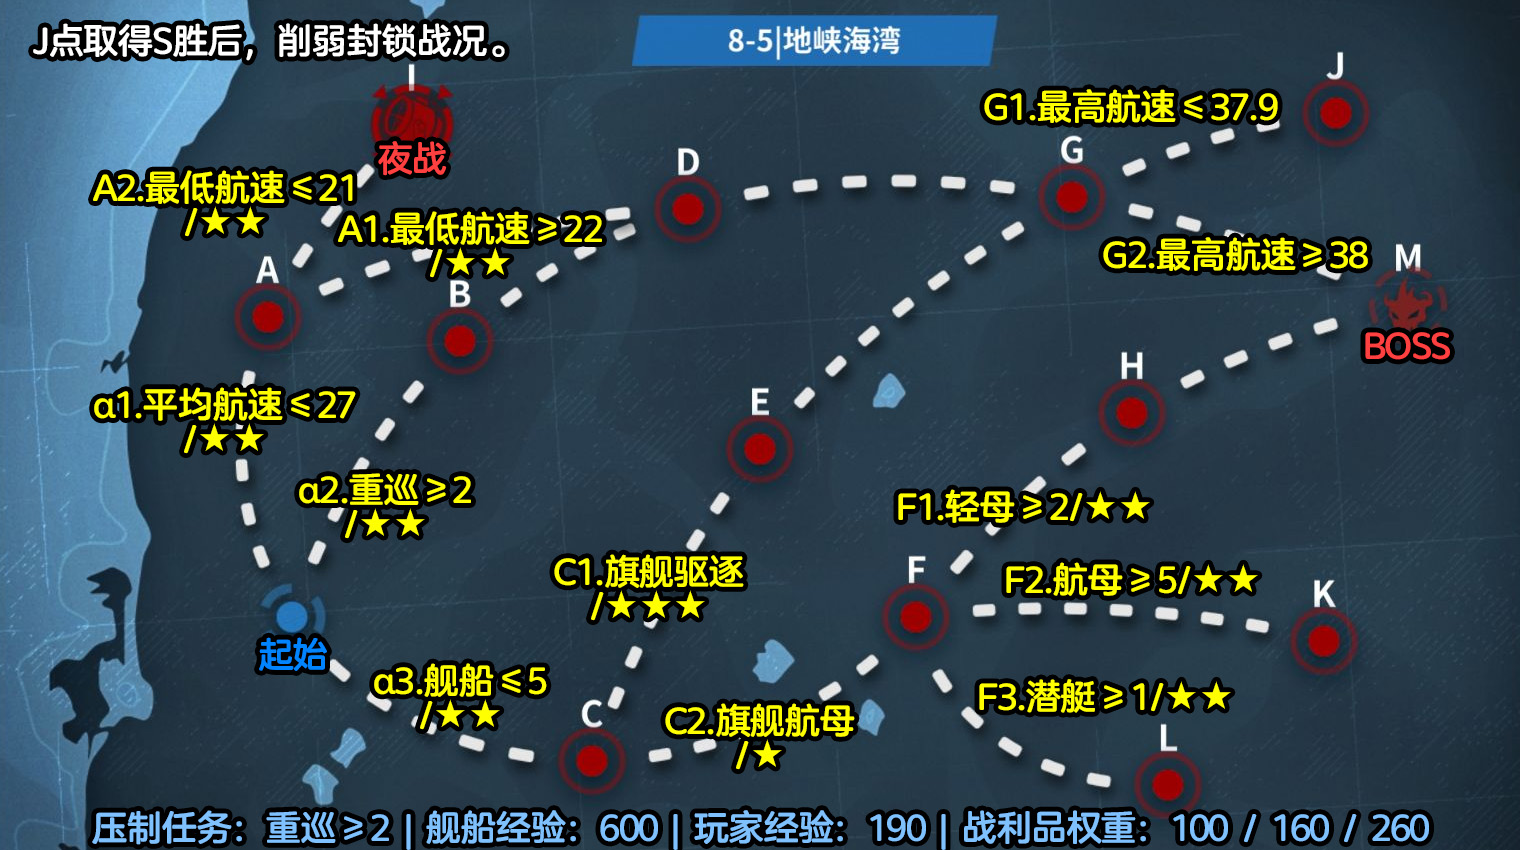 J点取得S胜后，削弱封锁战况。
8-5|地峡海湾
I
夜战
J
G1.最高航速≤37.9
D
G
A2.最低航速≤21
/★★
A1.最低航速≥22
/★★
G2.最高航速≥38
M
BOSS
A
B
H
E
α1.平均航速≤27
/★★
α2.重巡≥2
/★★
F1.轻母≥2/★★
C1.旗舰驱逐
/★★★
F
F2.航母≥5/★★
K
起始
α3.舰船≤5
/★★
C
C2.旗舰航母
/★
F3.潜艇≥1/★★
L
压制任务：重巡≥2 | 舰船经验：600 | 玩家经验：190 | 战利品权重：100 / 160 / 260